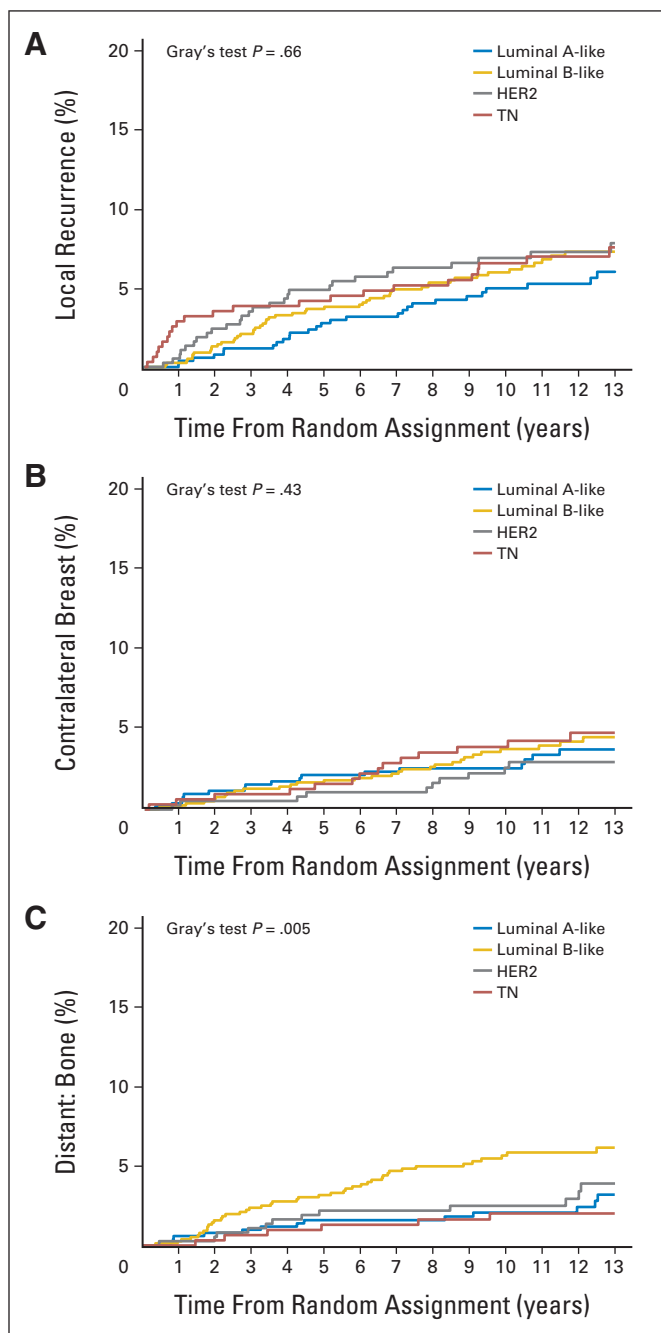 A
Gray's test P = .66
Luminal A-like
Luminal B-like
HER2
TN
Local Recurrence (%)
20
15
10
5
0
1 2 3 4 5 6 7 8 9 10 11 12 13
Time From Random Assignment (years)
B
Gray's test P = .43
Luminal A-like
Luminal B-like
HER2
TN
Contralateral Breast (%)
20
15
10
5
0
1 2 3 4 5 6 7 8 9 10 11 12 13
Time From Random Assignment (years)
C
Gray's test P = .005
Luminal A-like
Luminal B-like
HER2
TN
Distant: Bone (%)
20
15
10
5
0
1 2 3 4 5 6 7 8 9 10 11 12 13
Time From Random Assignment (years)